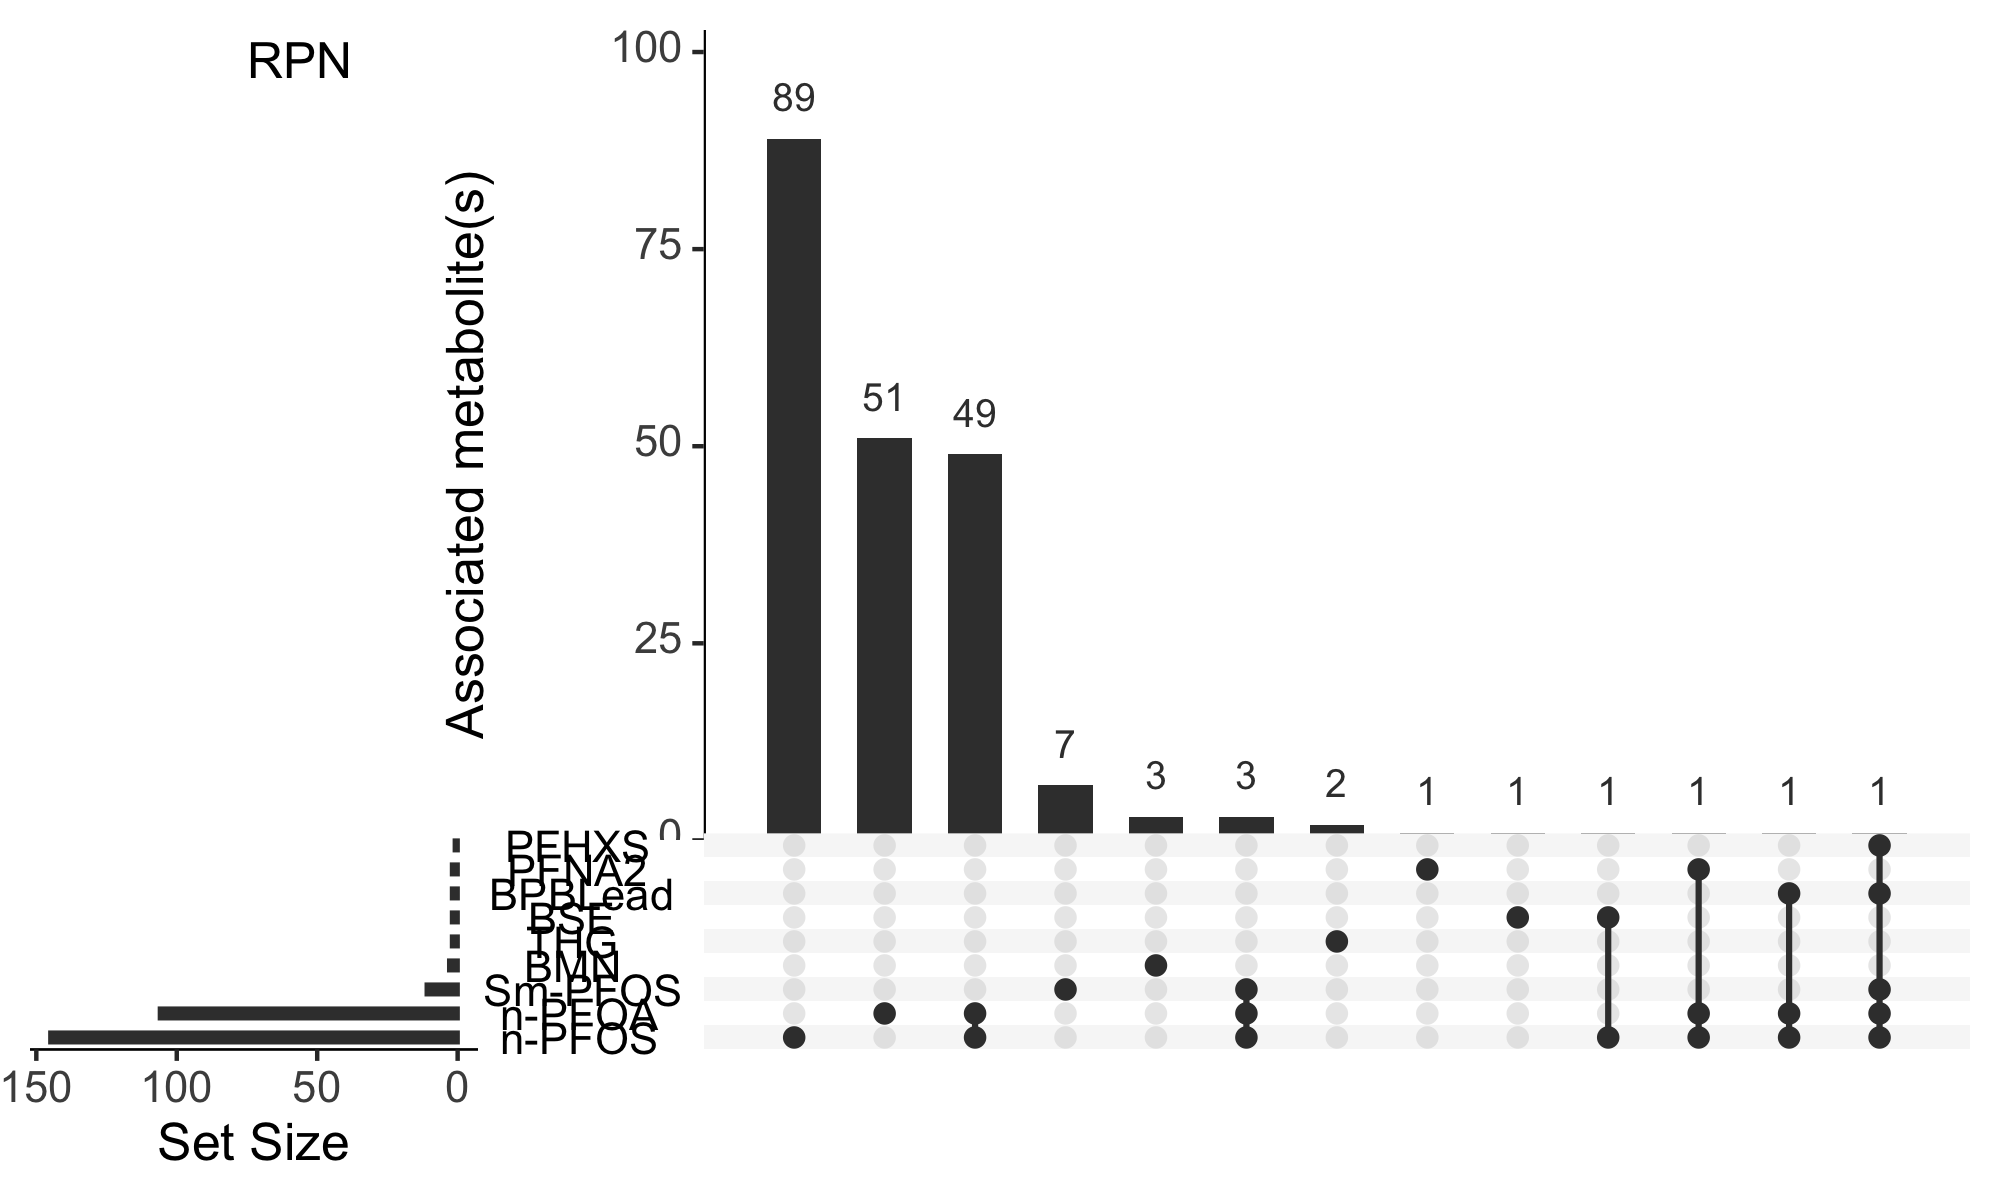 RPN
Associated metabolite(s)
100
75
50
25
0
89
51
49
7
3
3
2
1
1
1
1
1
1
PFHXS
PFNA2
BPBLead
BSE
THG
BMN
Sm-PFOS
n-PFOA
n-PFOS
150 100 50 0
Set Size